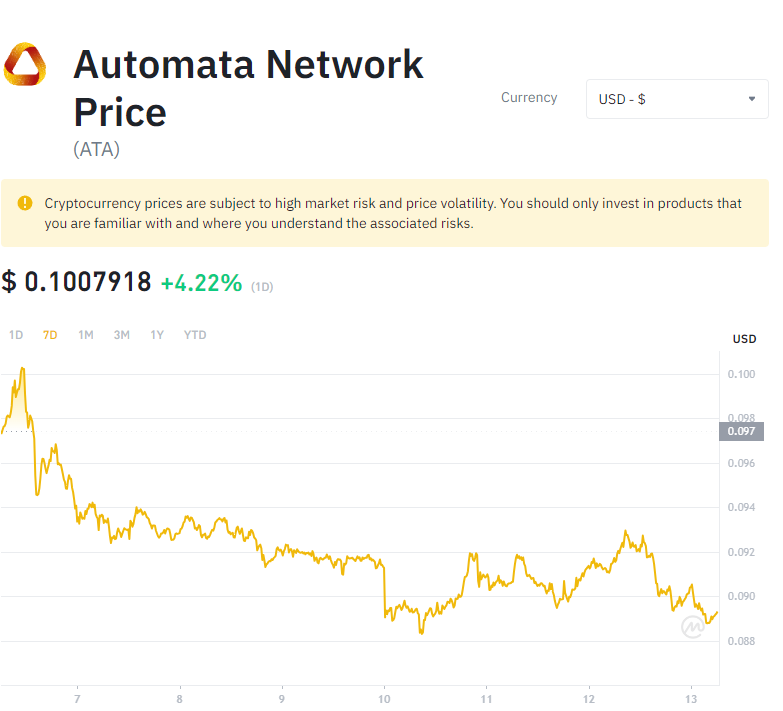 Automata Network
Price
(ATA)
Currency
USD - $
Cryptocurrency prices are subject to high market risk and price volatility. You should only invest in products that
you are familiar with and where you understand the associated risks.
$ 0.1007918 +4.22% (1D)
1D 7D 1M 3M 1Y YTD
USD
0.100
0.098
0.097
0.096
0.094
0.092
0.090
0.088
7 8 9 10 11 12 13